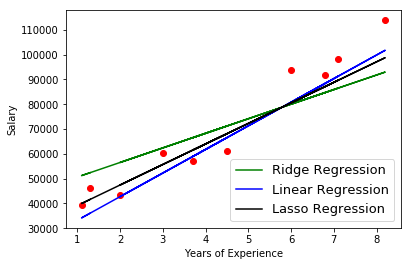 110000
100000
90000
80000
70000
60000
50000
40000
30000
Salary
Ridge Regression
Linear Regression
Lasso Regression
1 2 3 4 5 6 7 8
Years of Experience